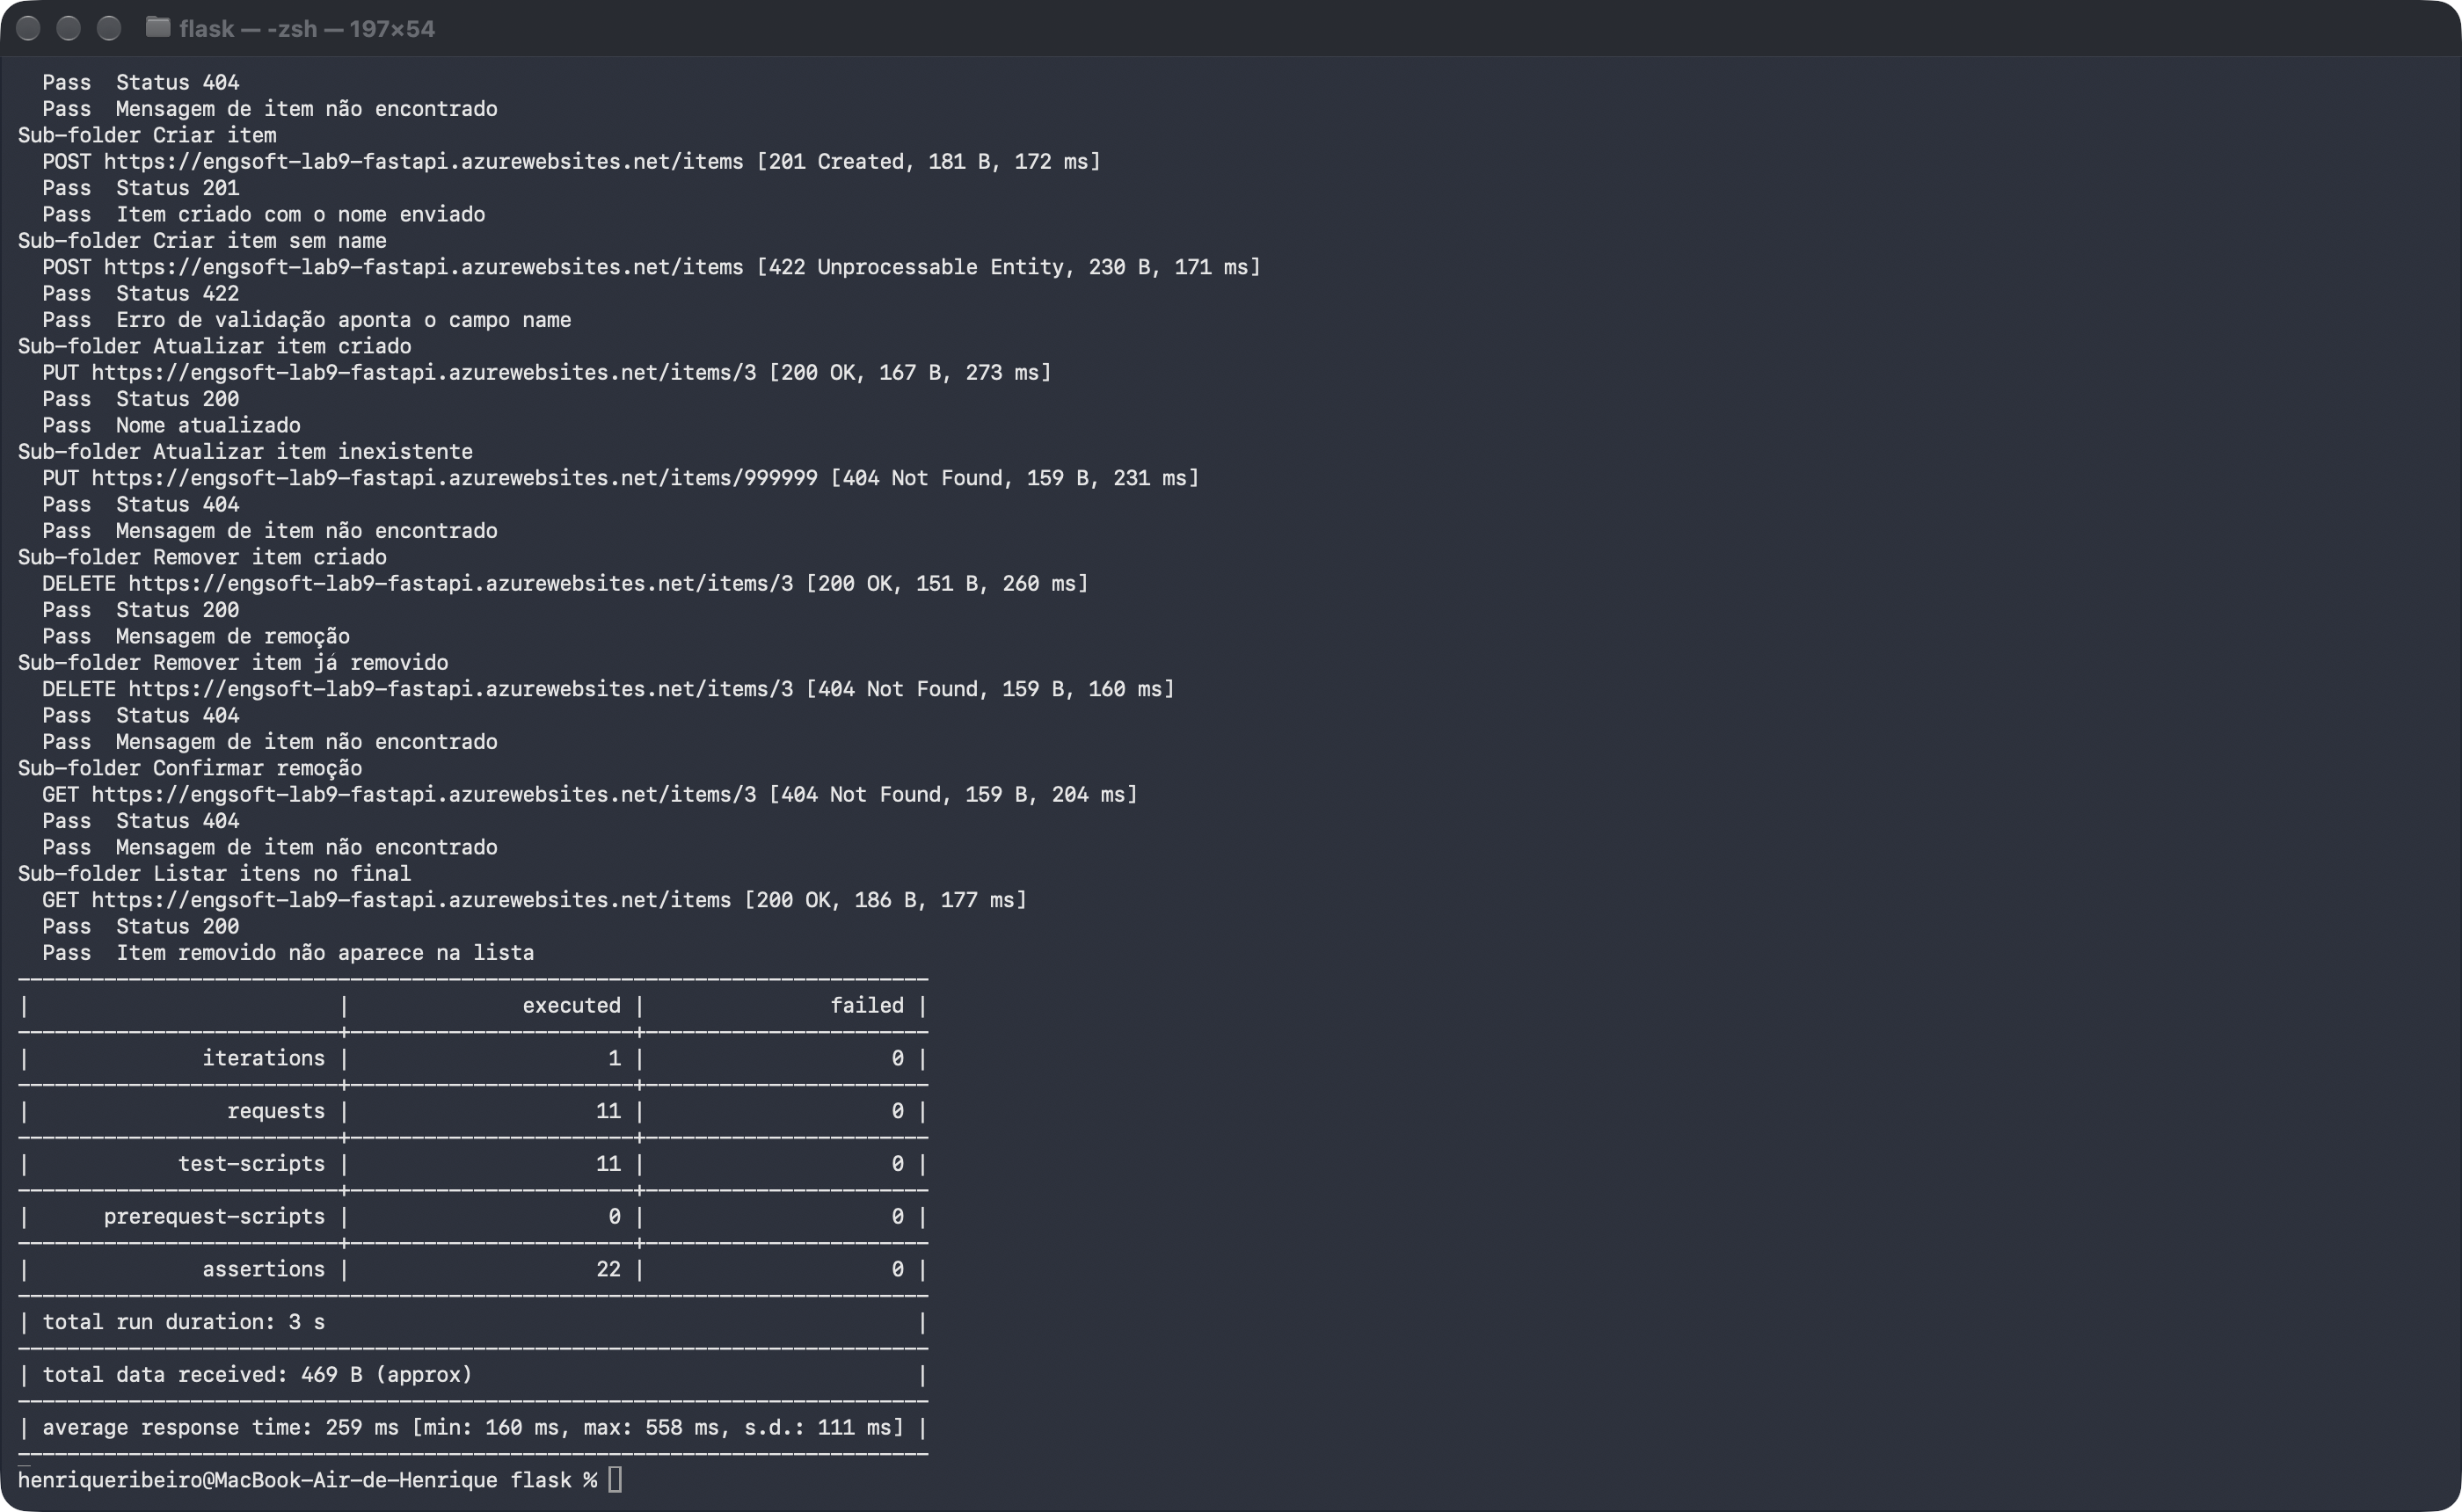 flask — -zsh — 197×54
Pass  Status 404
Pass  Mensagem de item não encontrado
Sub-folder Criar item
POST https://engsoft-lab9-fastapi.azurewebsites.net/items [201 Created, 181 B, 172 ms]
Pass  Status 201
Pass  Item criado com o nome enviado
Sub-folder Criar item sem name
POST https://engsoft-lab9-fastapi.azurewebsites.net/items [422 Unprocessable Entity, 230 B, 171 ms]
Pass  Status 422
Pass  Erro de validação aponta o campo name
Sub-folder Atualizar item criado
PUT https://engsoft-lab9-fastapi.azurewebsites.net/items/3 [200 OK, 167 B, 273 ms]
Pass  Status 200
Pass  Nome atualizado
Sub-folder Atualizar item inexistente
PUT https://engsoft-lab9-fastapi.azurewebsites.net/items/999999 [404 Not Found, 159 B, 231 ms]
Pass  Status 404
Pass  Mensagem de item não encontrado
Sub-folder Remover item criado
DELETE https://engsoft-lab9-fastapi.azurewebsites.net/items/3 [200 OK, 151 B, 260 ms]
Pass  Status 200
Pass  Mensagem de remoção
Sub-folder Remover item já removido
DELETE https://engsoft-lab9-fastapi.azurewebsites.net/items/3 [404 Not Found, 159 B, 160 ms]
Pass  Status 404
Pass  Mensagem de item não encontrado
Sub-folder Confirmar remoção
GET https://engsoft-lab9-fastapi.azurewebsites.net/items/3 [404 Not Found, 159 B, 204 ms]
Pass  Status 404
Pass  Mensagem de item não encontrado
Sub-folder Listar itens no final
GET https://engsoft-lab9-fastapi.azurewebsites.net/items [200 OK, 186 B, 177 ms]
Pass  Status 200
Pass  Item removido não aparece na lista
| | executed | failed |
| iterations | 1 | 0 |
| requests | 11 | 0 |
| test-scripts | 11 | 0 |
| prerequest-scripts | 0 | 0 |
| assertions | 22 | 0 |
| total run duration: 3 s |
| total data received: 469 B (approx) |
| average response time: 259 ms [min: 160 ms, max: 558 ms, s.d.: 111 ms] |
henriqueribeiro@MacBook-Air-de-Henrique flask %